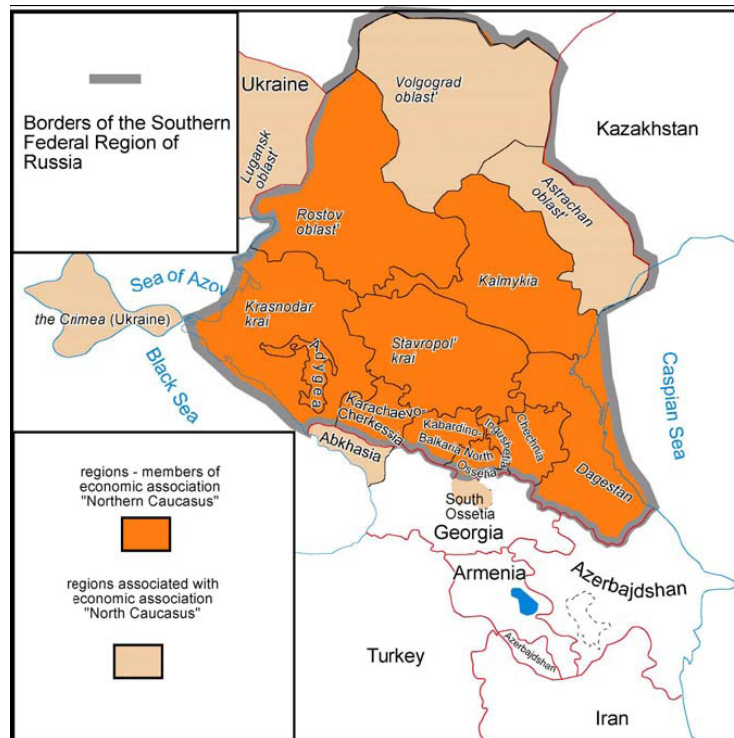 Borders of the Southern
Federal Region of
Russia
Ukraine
Lugansk
oblast'
Volgograd
oblast'
Kazakhstan
Astrachan
oblast'
Rostov
oblast'
Kalmykia
Sea of Azov
the Crimea (Ukraine)
Krasnodar
krai
Stavropol'
krai
Black Sea
Adygea
Caspian Sea
Karachaevo-
Cherkessia
Kabardino-
Balkaria
North
Ossetia
Ingushetia
Chechnia
Dagestan
Abkhasia
South
Ossetia
Georgia
Armenia
Azerbajdshan
Azerbajdshan
Turkey
Iran
regions - members of
economic association
"Northern Caucasus"
regions associated with
economic association
"North Caucasus"